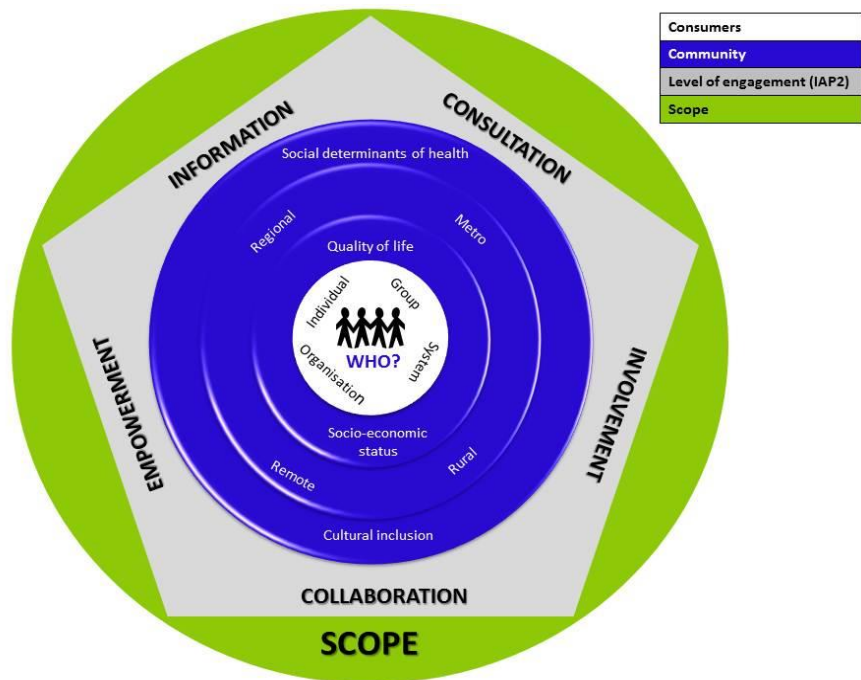 Consumers
Community
Level of engagement (IAP2)
Scope
INFORMATION
CONSULTATION
Social determinants of health
Regional
Metro
Quality of life
Individual
Group
WHO?
Organisation
System
Socio-economic
status
Remote
Rural
Cultural inclusion
EMPOWERMENT
INVOLVEMENT
COLLABORATION
SCOPE